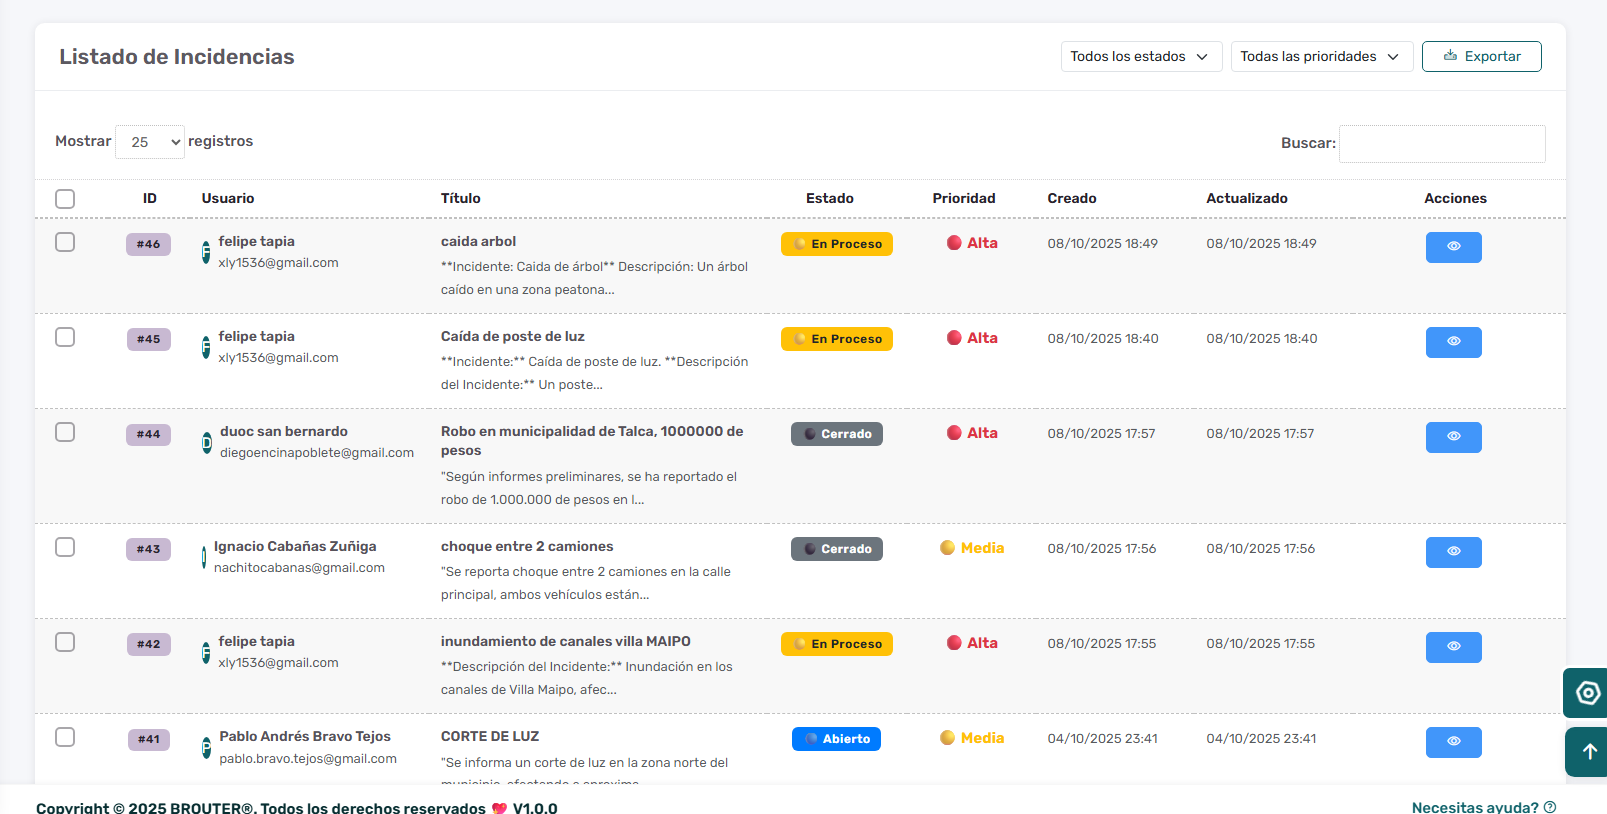 Listado de Incidencias
Todos los estados
Todas las prioridades
Exportar
Mostrar 25 registros
Buscar:
ID Usuario Título Estado Prioridad Creado Actualizado Acciones
#46 F felipe tapia caida arbol En Proceso Alta 08/10/2025 18:49 08/10/2025 18:49
xly1536@gmail.com **Incidente: Caida de árbol** Descripción: Un árbol
caído en una zona peatona...
#45 F felipe tapia Caída de poste de luz En Proceso Alta 08/10/2025 18:40 08/10/2025 18:40
xly1536@gmail.com **Incidente:** Caída de poste de luz. **Descripción
del Incidente:** Un poste...
#44 D duoc san bernardo Robo en municipalidad de Talca, 1000000 de Cerrado Alta 08/10/2025 17:57 08/10/2025 17:57
diegoencinapoblete@gmail.com pesos
"Según informes preliminares, se ha reportado el
robo de 1.000.000 de pesos en l...
#43 I Ignacio Cabañas Zuñiga choque entre 2 camiones Cerrado Media 08/10/2025 17:56 08/10/2025 17:56
nachitocabanas@gmail.com "Se reporta choque entre 2 camiones en la calle
principal, ambos vehículos están...
#42 F felipe tapia inundamiento de canales villa MAIPO En Proceso Alta 08/10/2025 17:55 08/10/2025 17:55
xly1536@gmail.com **Descripción del Incidente:** Inundación en los
canales de Villa Maipo, afec...
#41 P Pablo Andrés Bravo Tejos CORTE DE LUZ Abierto Media 04/10/2025 23:41 04/10/2025 23:41
pablo.bravo.tejos@gmail.com "Se informa un corte de luz en la zona norte del
municipio, afectando a aproxima...
Copyright © 2025 BROUTER®. Todos los derechos reservados 💖 V1.0.0
Necesitas ayuda?